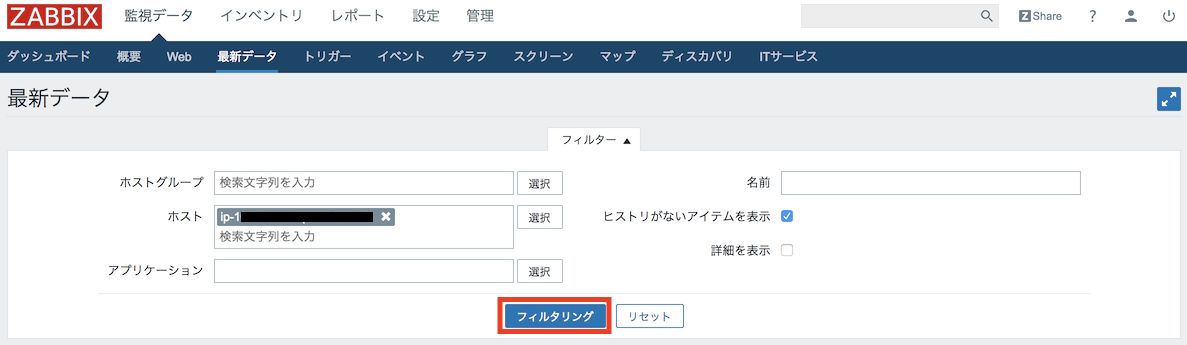 ZABBIX 監視データ インベントリ レポート 設定 管理 Z Share ?
ダッシュボード 概要 Web 最新データ トリガー イベント グラフ スクリーン マップ ディスカバリ ITサービス
最新データ
フィルター ▲
ホストグループ 検索文字列を入力 選択 名前
ホスト ip-1 ✖ 選択 ヒストリがないアイテムを表示
検索文字列を入力
詳細を表示
アプリケーション 選択
フィルタリング リセット